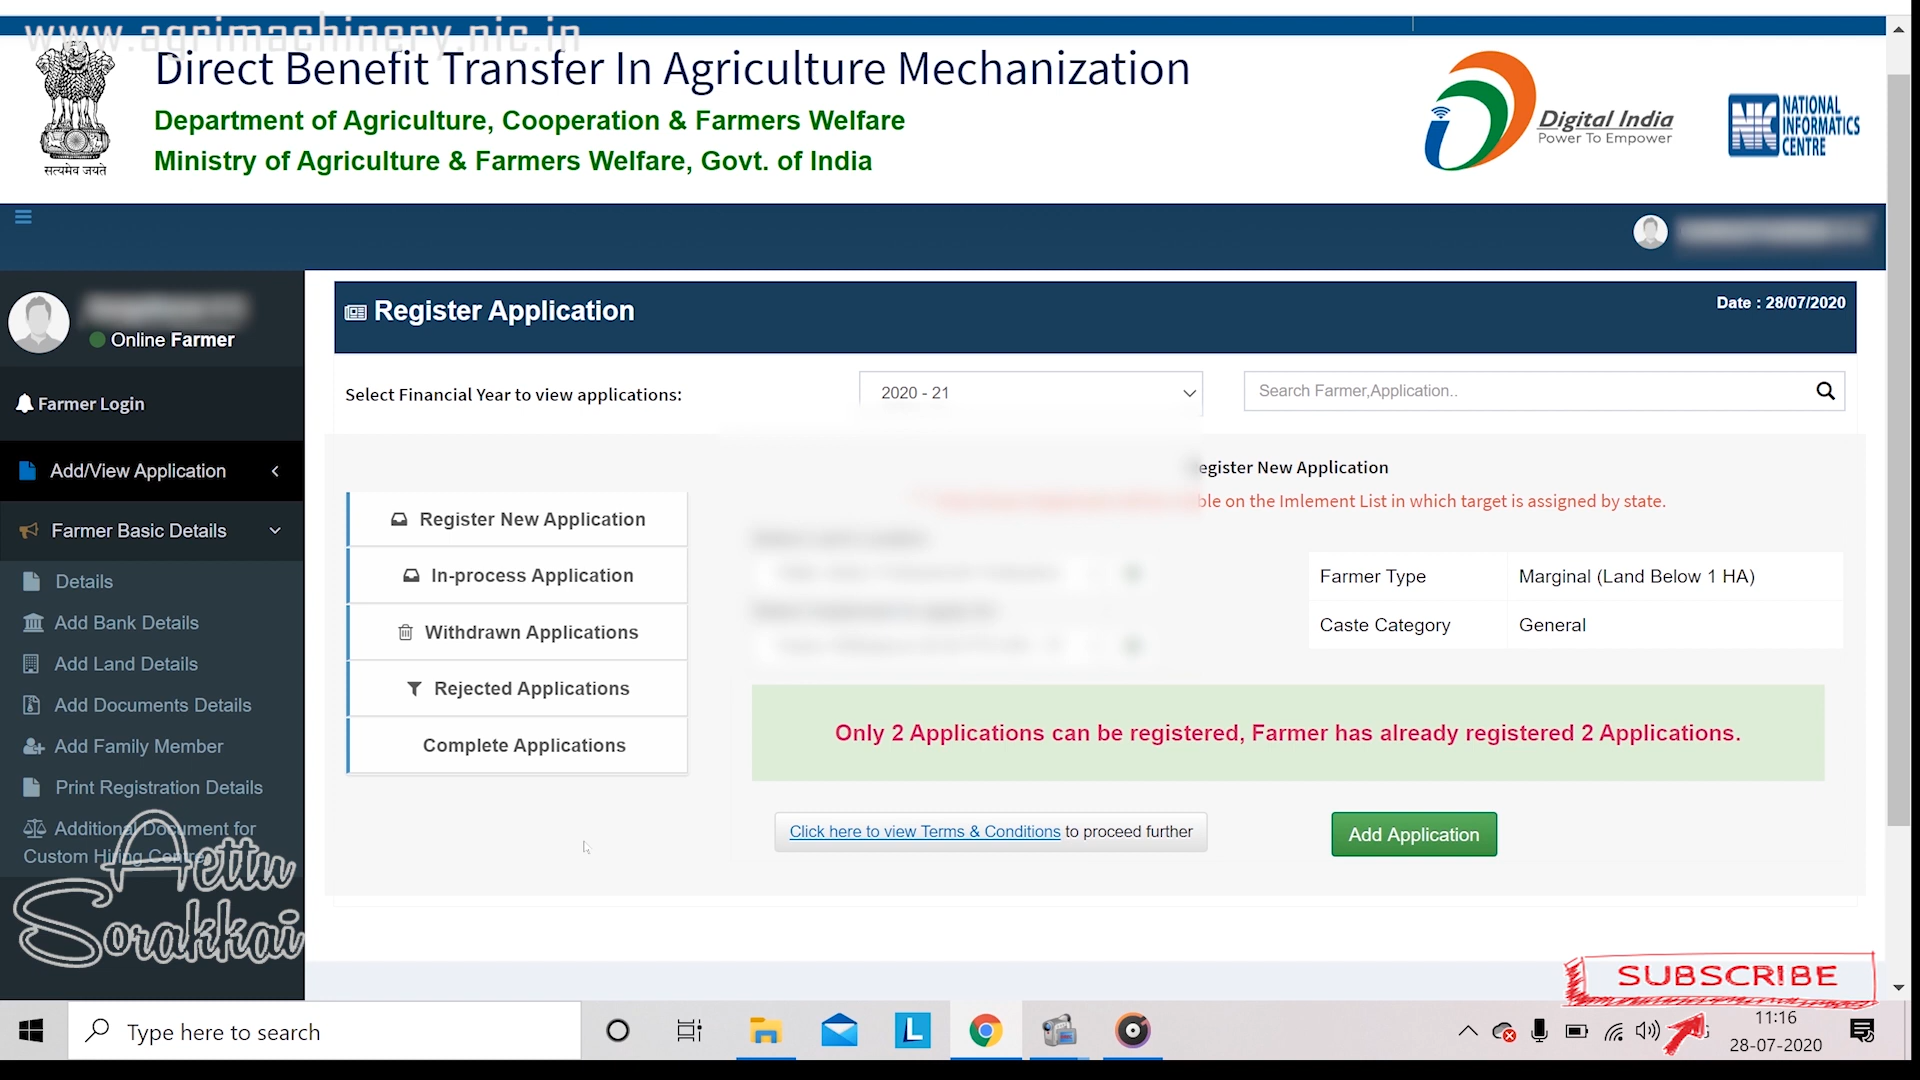 www.agrimachinery.nic.in
Direct Benefit Transfer In Agriculture Mechanization
Department of Agriculture, Cooperation & Farmers Welfare
Ministry of Agriculture & Farmers Welfare, Govt. of India
सत्यमेव जयते
Digital India
Power To Empower
NIC
NATIONAL
INFORMATICS
CENTRE
Online Farmer
Farmer Login
Add/View Application
Farmer Basic Details
Details
Add Bank Details
Add Land Details
Add Documents Details
Add Family Member
Print Registration Details
Additional Document for
Custom Hiring Centre
Aettu
Sorakkai
Register Application
Date : 28/07/2020
Select Financial Year to view applications:
2020 - 21
Search Farmer,Application..
Register New Application
In-process Application
Withdrawn Applications
Rejected Applications
Complete Applications
egister New Application
ble on the Imlement List in which target is assigned by state.
Farmer Type
Marginal (Land Below 1 HA)
Caste Category
General
Only 2 Applications can be registered, Farmer has already registered 2 Applications.
Click here to view Terms & Conditions to proceed further
Add Application
SUBSCRIBE
Type here to search
L
11:16
28-07-2020